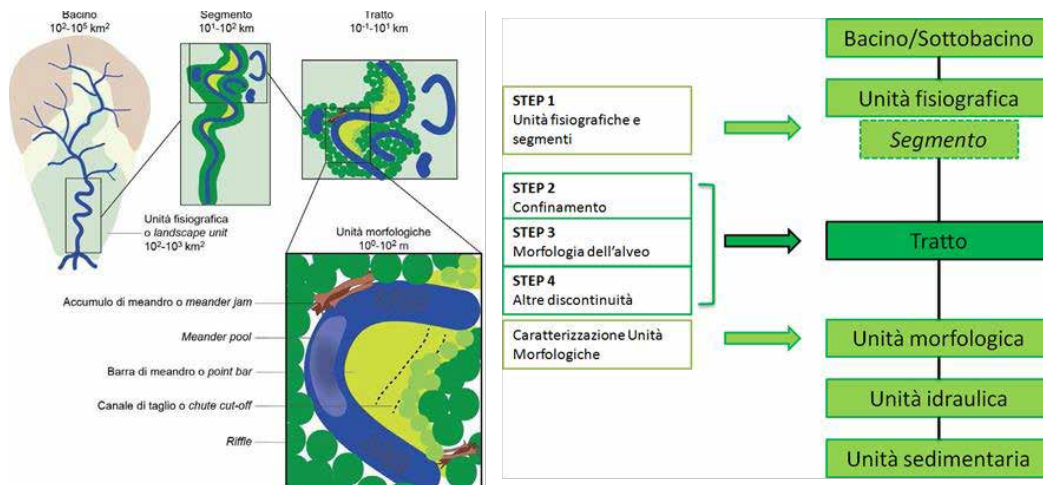 Bacino
10²-10⁵ km²
Segmento
10¹-10² km
Tratto
10⁻¹-10¹ km
Unità fisiografica
o landscape unit
10²-10³ km²
Unità morfologiche
10⁰-10² m
Accumulo di meandro o meander jam
Meander pool
Barra di meandro o point bar
Canale di taglio o chute cut-off
Riffle
STEP 1
Unità fisiografiche e
segmenti
STEP 2
Confinamento
STEP 3
Morfologia dell'alveo
STEP 4
Altre discontinuità
Caratterizzazione Unità
Morfologiche
Bacino/Sottobacino
Unità fisiografica
Segmento
Tratto
Unità morfologica
Unità idraulica
Unità sedimentaria